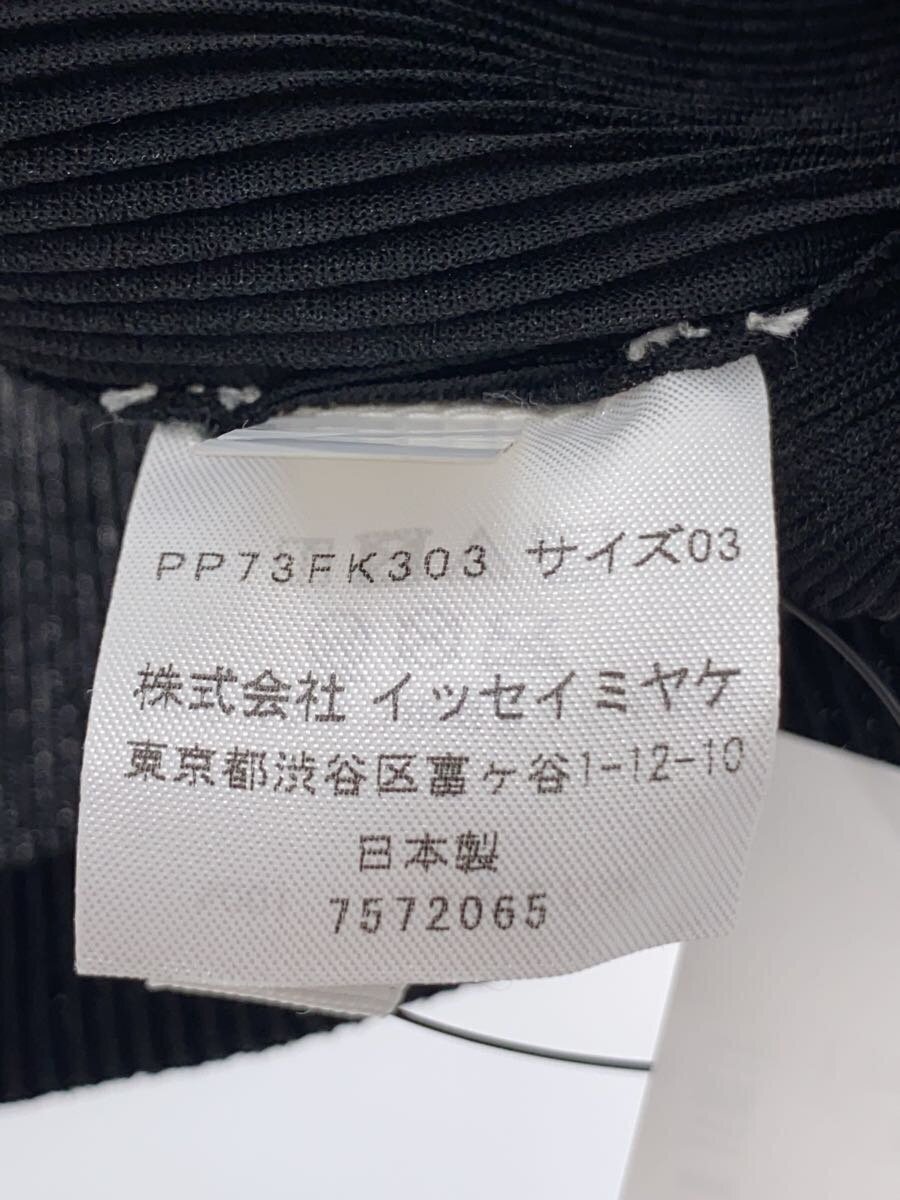 PP73FK303 サイズ03
株式会社 イッセイミヤケ
東京都渋谷区富ヶ谷1-12-10
日本製
7572065